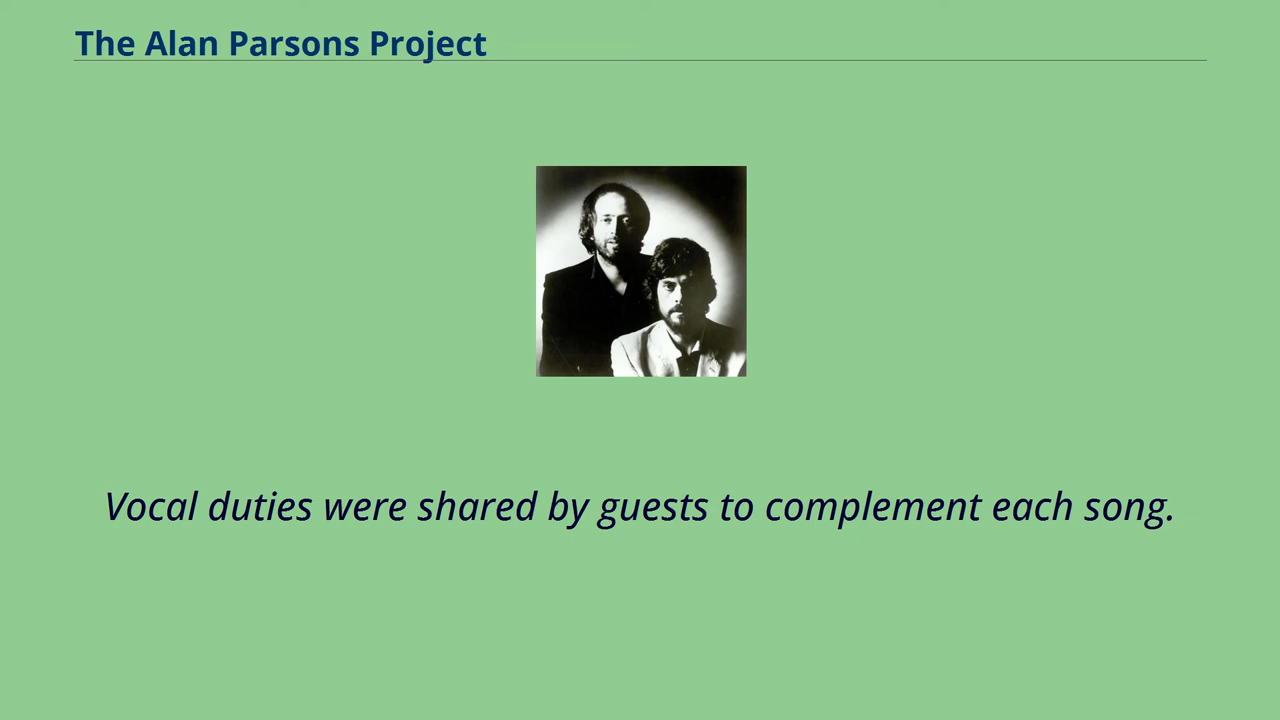 The Alan Parsons Project
Vocal duties were shared by guests to complement each song.